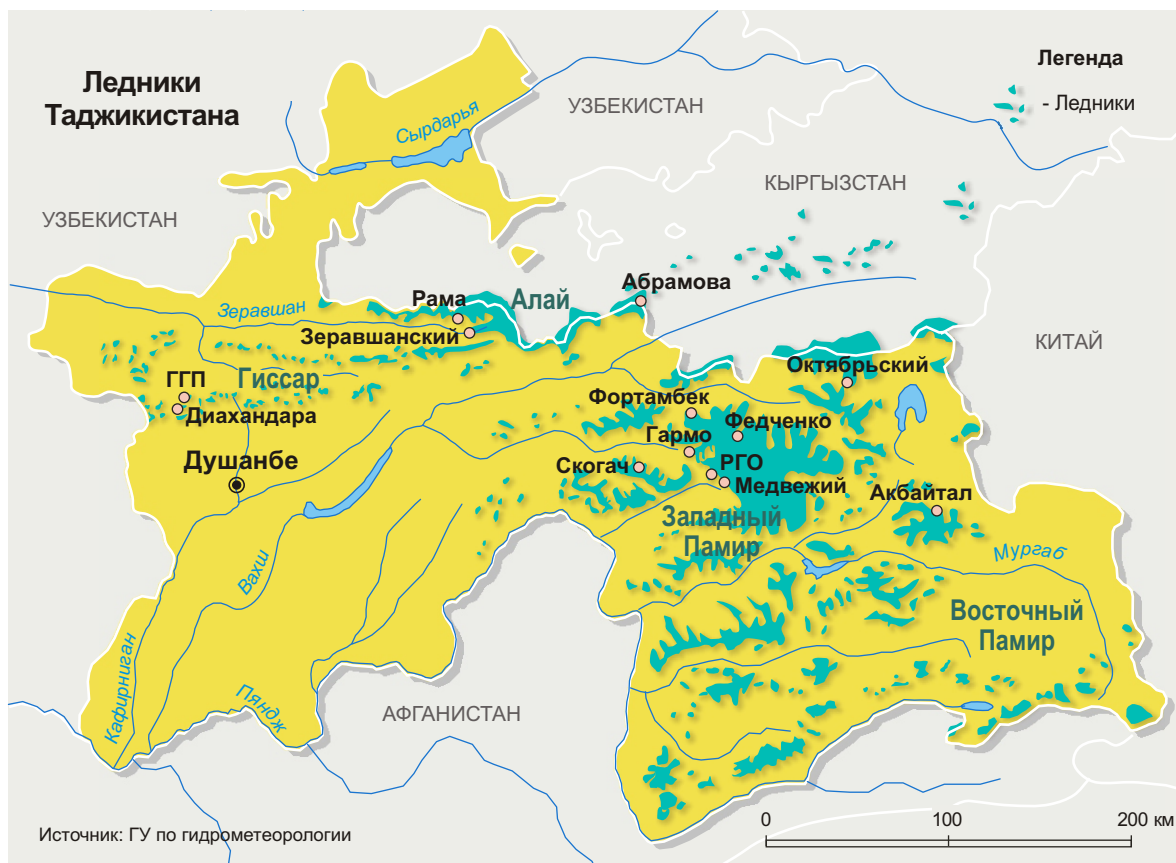 Ледники
Таджикистана
Легенда
- Ледники
УЗБЕКИСТАН
Сырдарья
КЫРГЫЗСТАН
УЗБЕКИСТАН
КИТАЙ
Абрамова
Рама
Алай
Зеравшан
Зеравшанский
Октябрьский
ГГП
Гиссар
Диахандара
Фортамбек
Федченко
Гармо
Скогач
РГО
Медвежий
Душанбе
Акбайтал
Западный
Памир
Мургаб
Вахш
Восточный
Памир
Кафирниган
Пяндж
АФГАНИСТАН
Источник: ГУ по гидрометеорологии
0 100 200 км